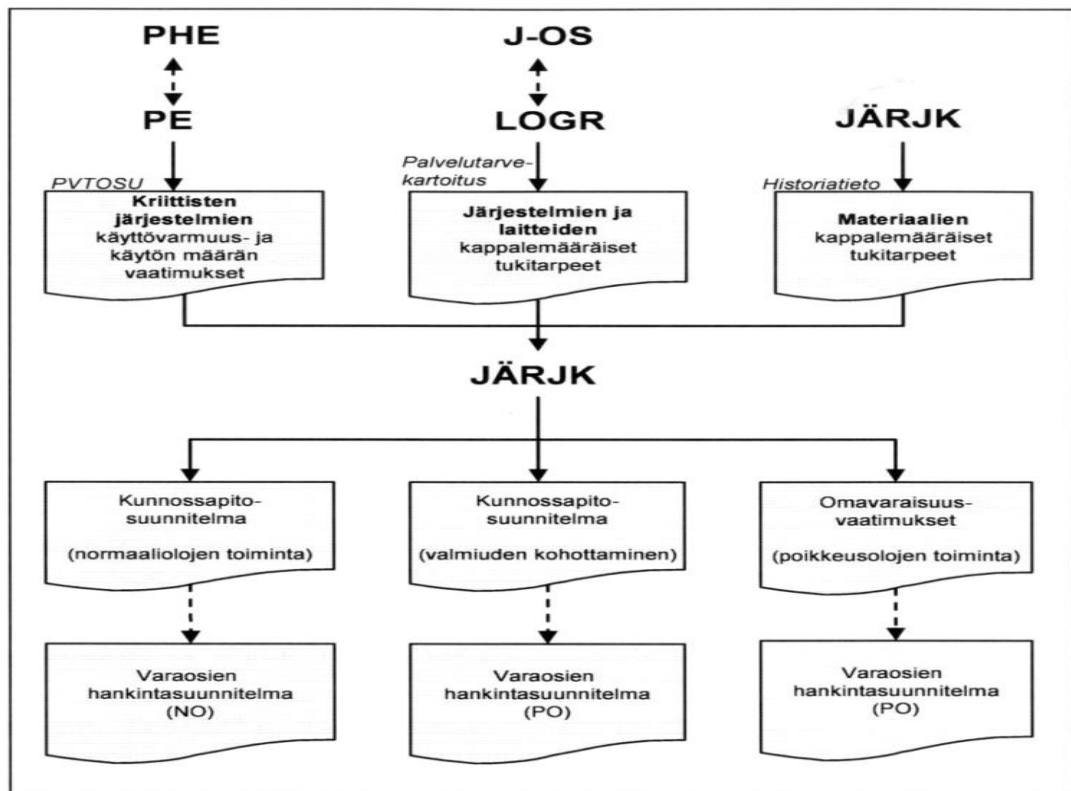 PHE
J-OS
PE
LOGR
JÄRJK
PVTOSU
Kriittisten
järjestelmien
käyttövarmuus- ja
käytön määrän
vaatimukset
Palvelutarve-
kartoitus
Järjestelmien ja
laitteiden
kappalemääräiset
tukitarpeet
Historiatieto
Materiaalien
kappalemääräiset
tukitarpeet
JÄRJK
Kunnossapito-
suunnitelma
(normaaliolojen toiminta)
Kunnossapito-
suunnitelma
(valmiuden kohottaminen)
Omavaraisuus-
vaatimukset
(poikkeusolojen toiminta)
Varaosien
hankintasuunnitelma
(NO)
Varaosien
hankintasuunnitelma
(PO)
Varaosien
hankintasuunnitelma
(PO)